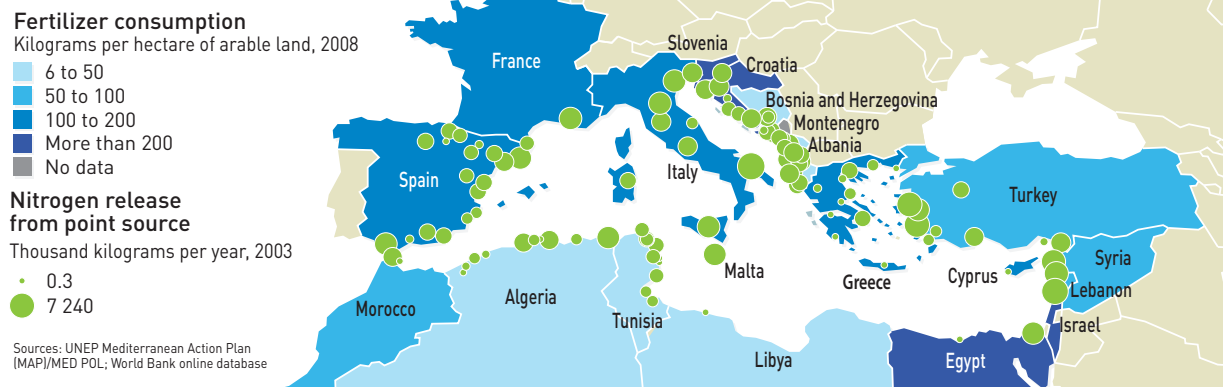 Fertilizer consumption
Kilograms per hectare of arable land, 2008
6 to 50
50 to 100
100 to 200
More than 200
No data
Nitrogen release
from point source
Thousand kilograms per year, 2003
0.3
7 240
Sources: UNEP Mediterranean Action Plan
(MAP)/MED POL; World Bank online database
Slovenia
France
Croatia
Bosnia and Herzegovina
Montenegro
Albania
Italy
Spain
Turkey
Malta
Greece
Cyprus
Syria
Lebanon
Algeria
Morocco
Tunisia
Israel
Libya
Egypt